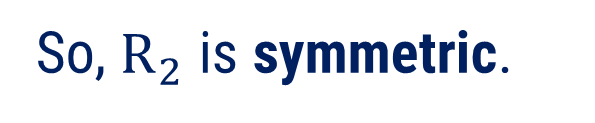 So, R₂ is symmetric.